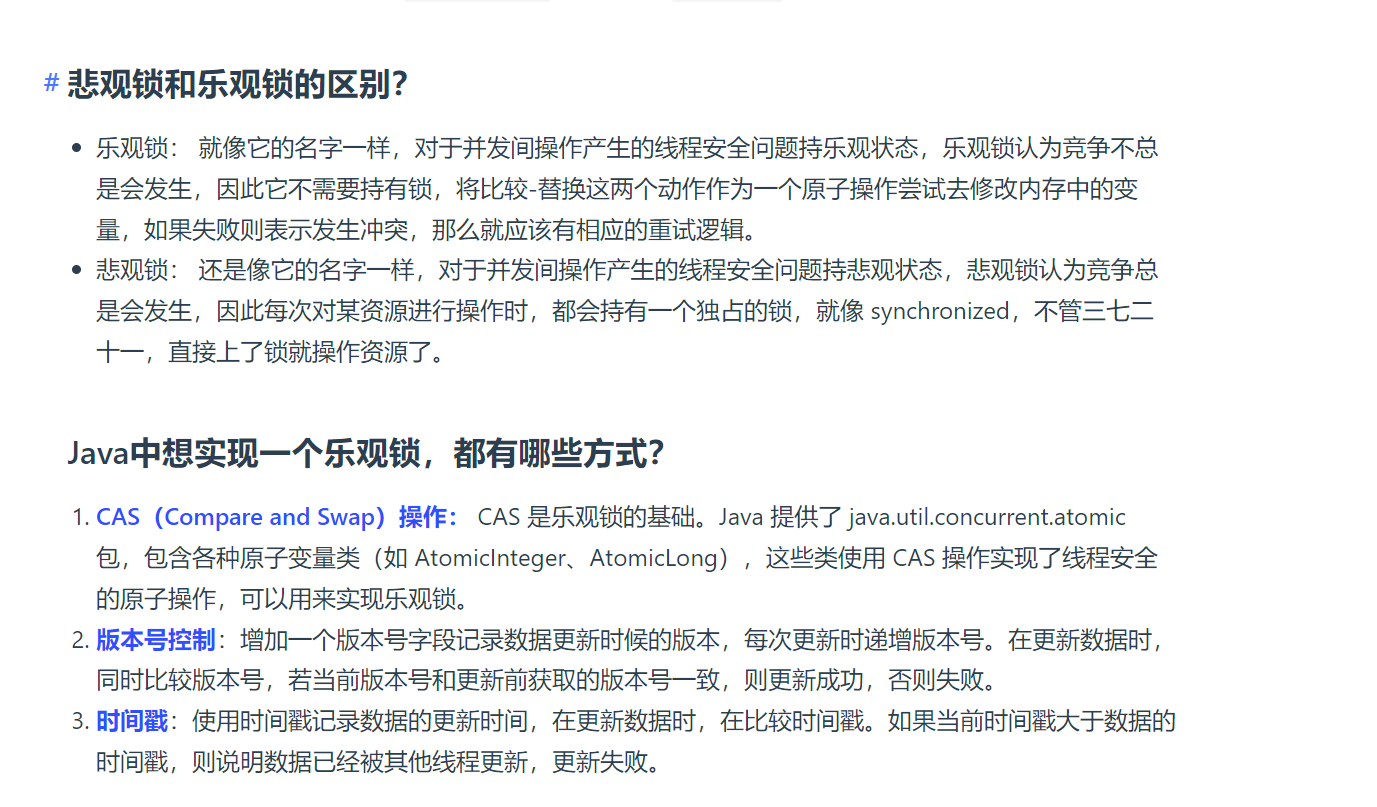 # 悲观锁和乐观锁的区别？
乐观锁： 就像它的名字一样，对于并发间操作产生的线程安全问题持乐观状态，乐观锁认为竞争不总
是会发生，因此它不需要持有锁，将比较-替换这两个动作作为一个原子操作尝试去修改内存中的变
量，如果失败则表示发生冲突，那么就应该有相应的重试逻辑。
悲观锁： 还是像它的名字一样，对于并发间操作产生的线程安全问题持悲观状态，悲观锁认为竞争总
是会发生，因此每次对某资源进行操作时，都会持有一个独占的锁，就像 synchronized，不管三七二
十一，直接上了锁就操作资源了。
Java中想实现一个乐观锁，都有哪些方式？
1. CAS（Compare and Swap）操作： CAS 是乐观锁的基础。Java 提供了 java.util.concurrent.atomic
包，包含各种原子变量类（如 AtomicInteger、AtomicLong），这些类使用 CAS 操作实现了线程安全
的原子操作，可以用来实现乐观锁。
2. 版本号控制：增加一个版本号字段记录数据更新时候的版本，每次更新时递增版本号。在更新数据时，
同时比较版本号，若当前版本号和更新前获取的版本号一致，则更新成功，否则失败。
3. 时间戳：使用时间戳记录数据的更新时间，在更新数据时，在比较时间戳。如果当前时间戳大于数据的
时间戳，则说明数据已经被其他线程更新，更新失败。